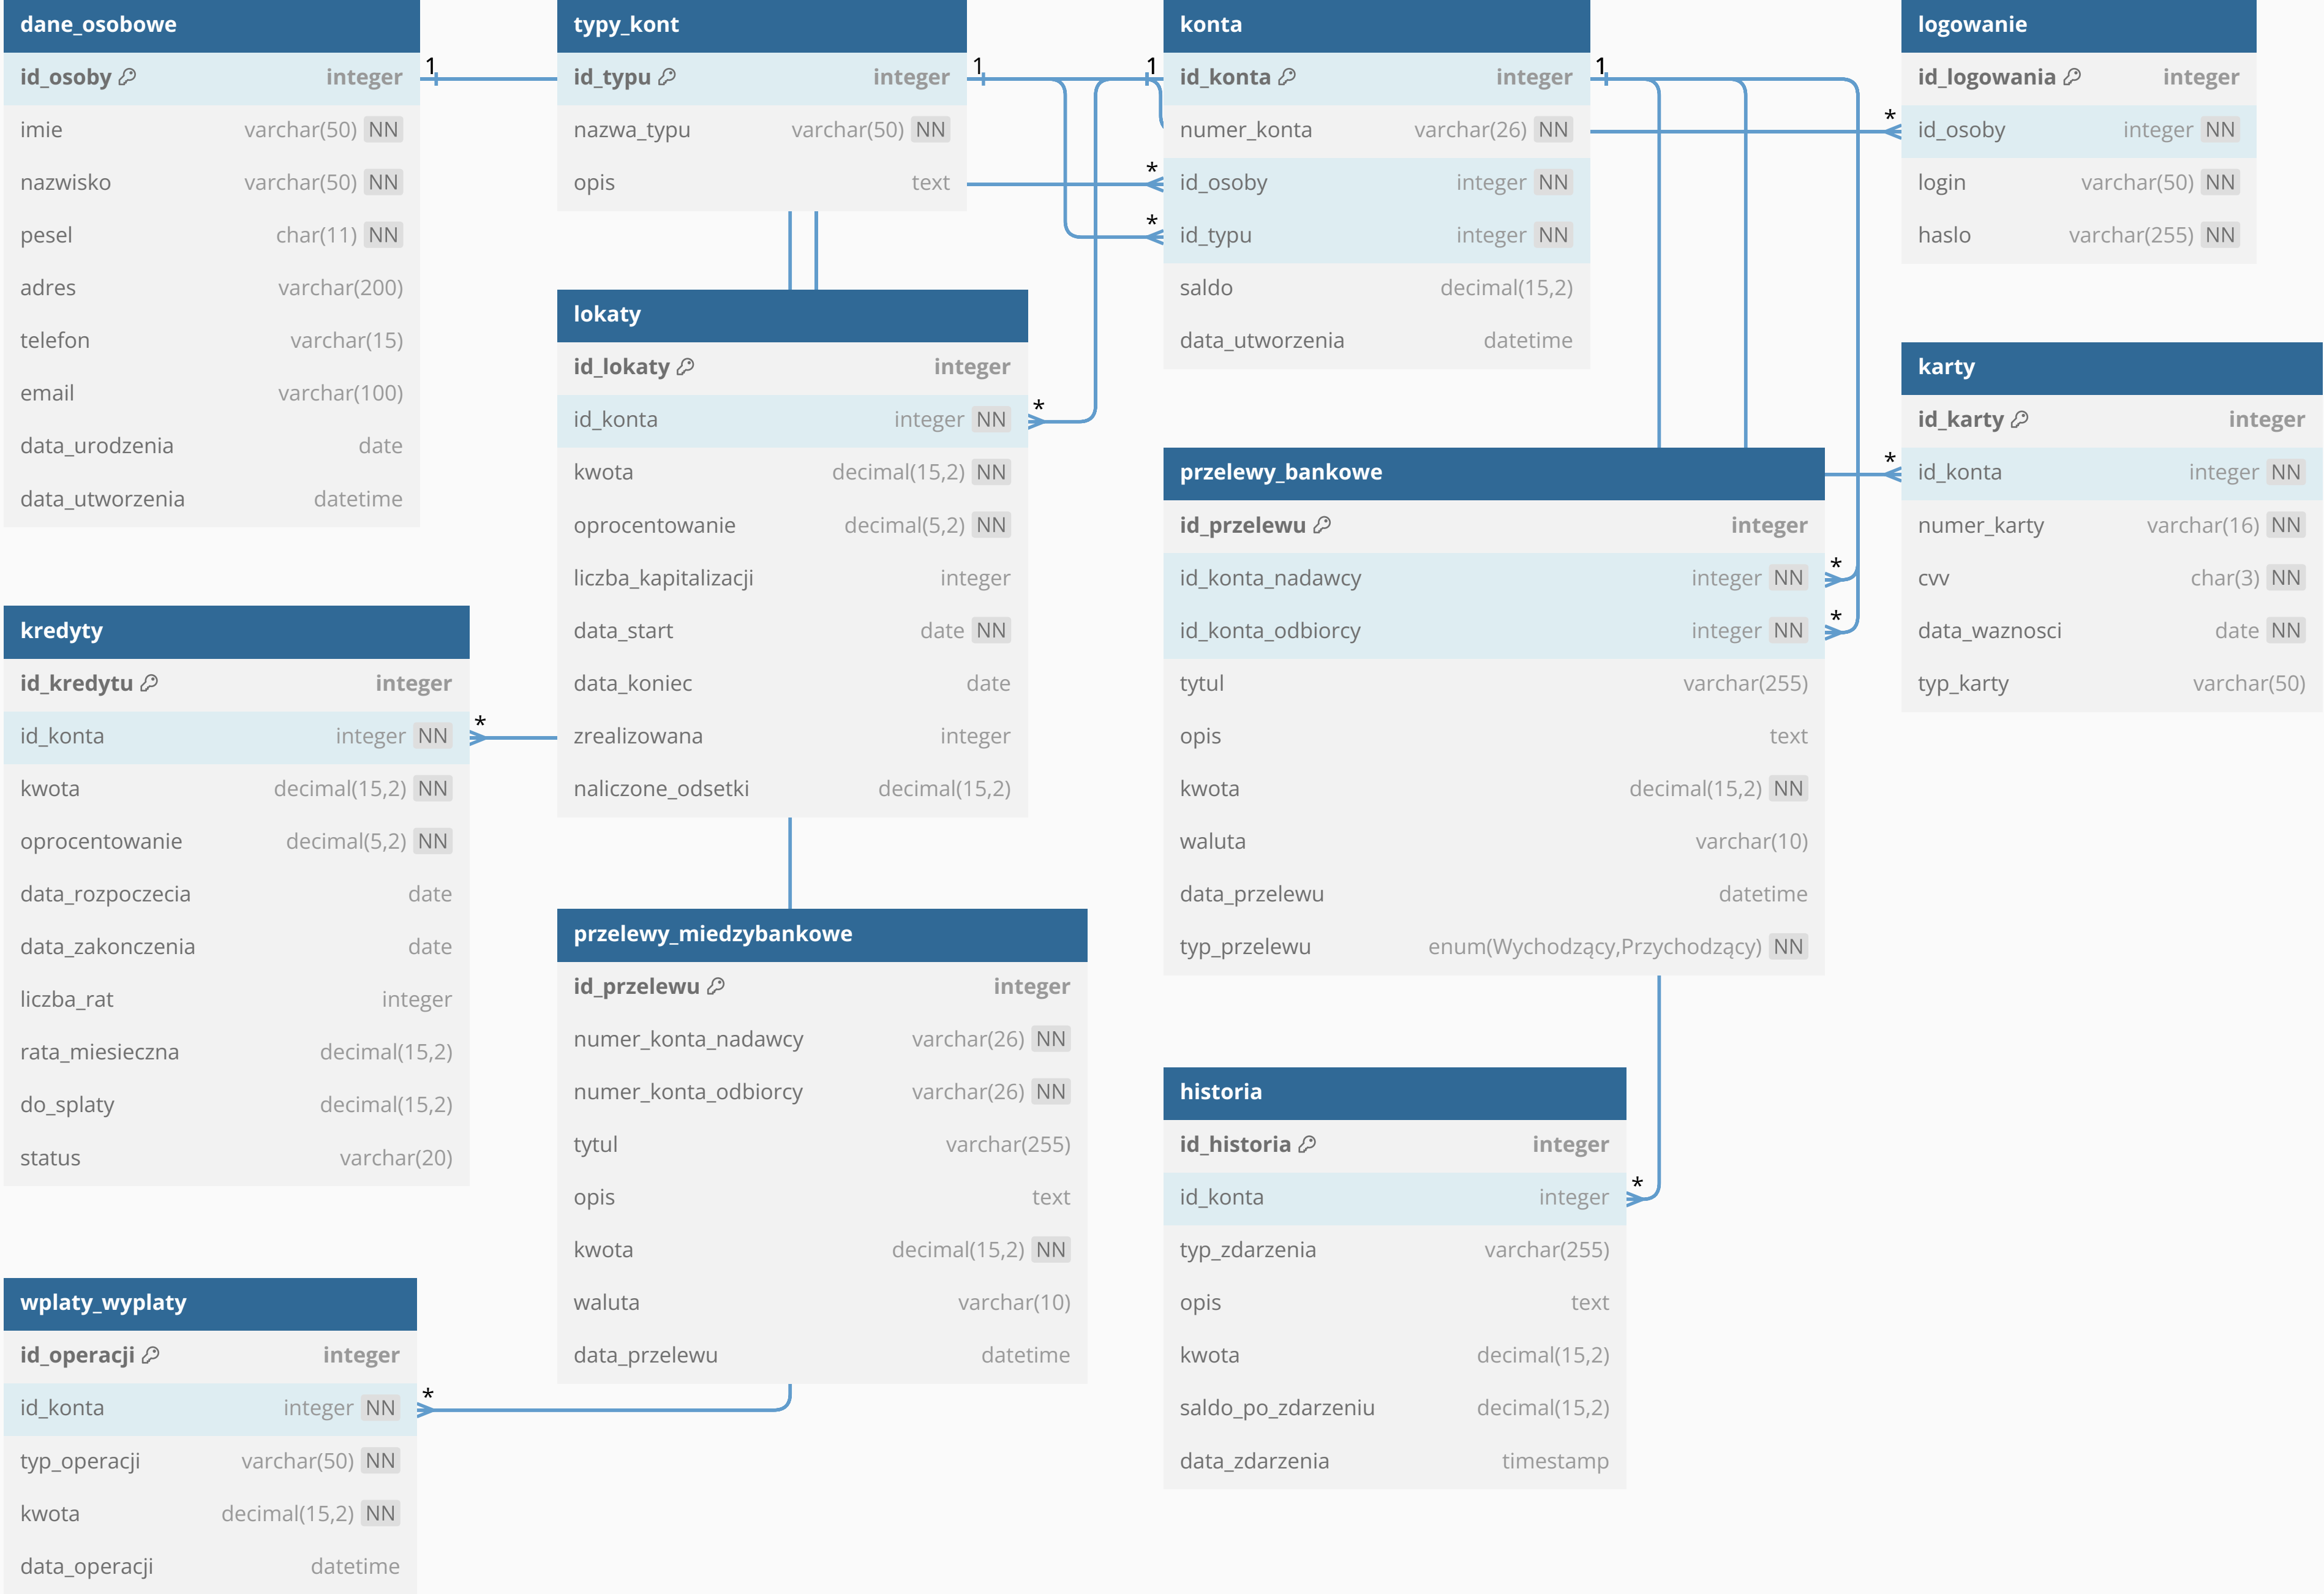 dane_osobowe
id_osoby integer
imie varchar(50) NN
nazwisko varchar(50) NN
pesel char(11) NN
adres varchar(200)
telefon varchar(15)
email varchar(100)
data_urodzenia date
data_utworzenia datetime
1
typy_kont
id_typu integer
nazwa_typu varchar(50) NN
opis text
1
1
konta
id_konta integer
numer_konta varchar(26) NN
* id_osoby integer NN
* id_typu integer NN
saldo decimal(15,2)
data_utworzenia datetime
1
logowanie
id_logowania integer
* id_osoby integer NN
login varchar(50) NN
haslo varchar(255) NN
lokaty
id_lokaty integer
id_konta integer NN *
kwota decimal(15,2) NN
oprocentowanie decimal(5,2) NN
liczba_kapitalizacji integer
data_start date NN
data_koniec date
zrealizowana integer
naliczone_odsetki decimal(15,2)
karty
id_karty integer
* id_konta integer NN
numer_karty varchar(16) NN
cvv char(3) NN
data_waznosci date NN
typ_karty varchar(50)
przelewy_bankowe
id_przelewu integer
id_konta_nadawcy integer NN *
id_konta_odbiorcy integer NN *
tytul varchar(255)
opis text
kwota decimal(15,2) NN
waluta varchar(10)
data_przelewu datetime
typ_przelewu enum(Wychodzący,Przychodzący) NN
kredyty
id_kredytu integer
id_konta integer NN *
kwota decimal(15,2) NN
oprocentowanie decimal(5,2) NN
data_rozpoczecia date
data_zakonczenia date
liczba_rat integer
rata_miesieczna decimal(15,2)
do_splaty decimal(15,2)
status varchar(20)
przelewy_miedzybankowe
id_przelewu integer
numer_konta_nadawcy varchar(26) NN
numer_konta_odbiorcy varchar(26) NN
tytul varchar(255)
opis text
kwota decimal(15,2) NN
waluta varchar(10)
data_przelewu datetime
historia
id_historia integer
id_konta integer *
typ_zdarzenia varchar(255)
opis text
kwota decimal(15,2)
saldo_po_zdarzeniu decimal(15,2)
data_zdarzenia timestamp
wplaty_wyplaty
id_operacji integer
id_konta integer NN *
typ_operacji varchar(50) NN
kwota decimal(15,2) NN
data_operacji datetime